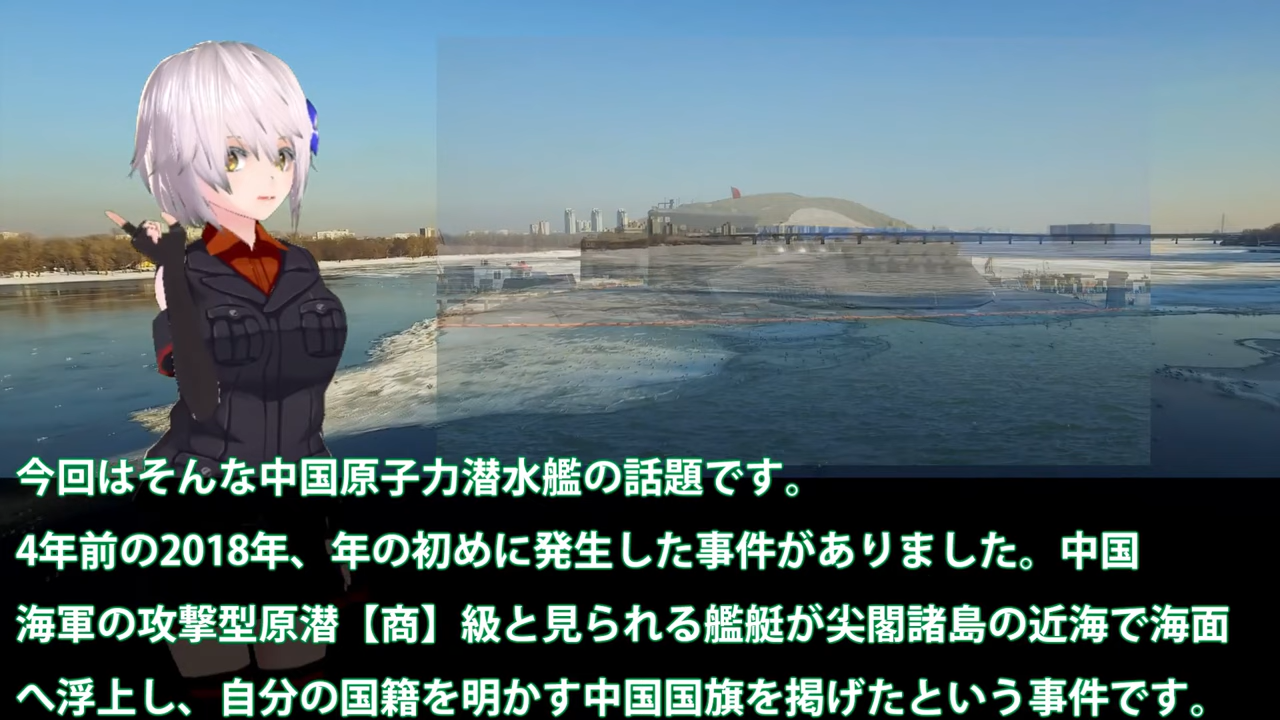 今回はそんな中国原子力潜水艦の話題です。
4年前の2018年、年の初めに発生した事件がありました。中国
海軍の攻撃型原潜【商】級と見られる艦艇が尖閣諸島の近海で海面
へ浮上し、自分の国籍を明かす中国国旗を掲げたという事件です。